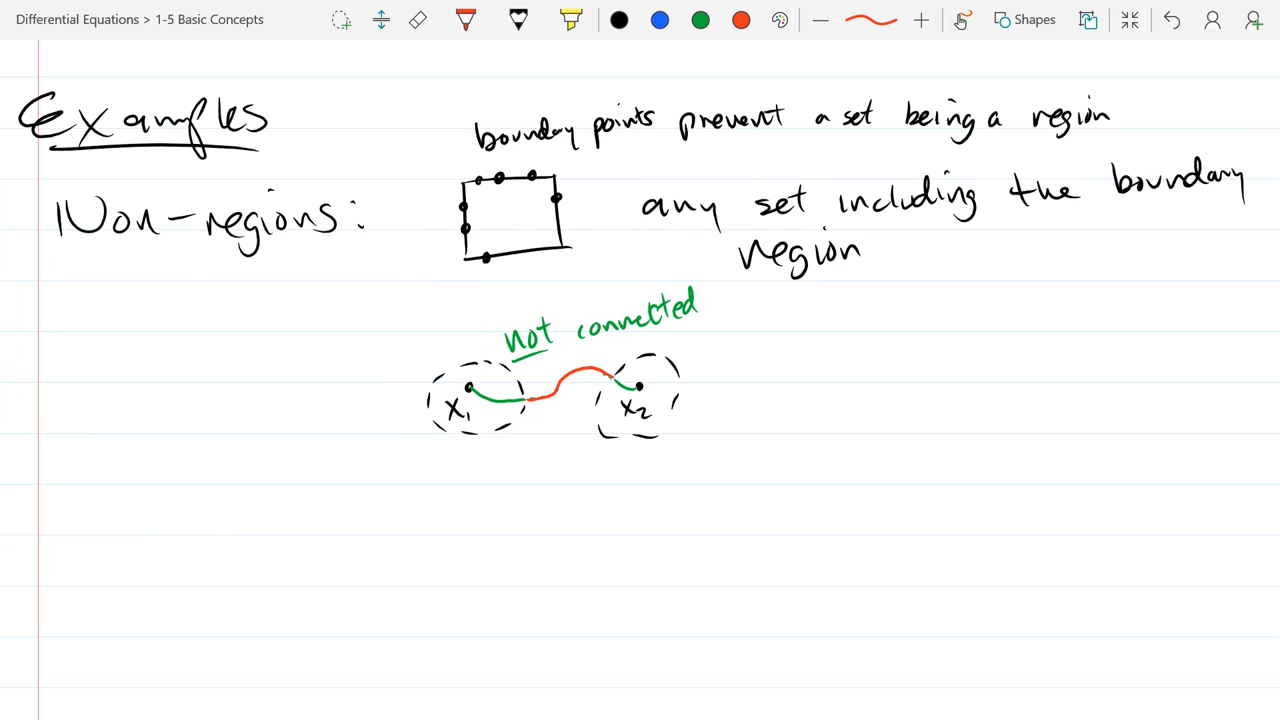 Differential Equations > 1-5 Basic Concepts
Shapes
Examples
boundary points prevent a set being a region
Non-regions:
any set including the boundary
region
not connected
x1
x2